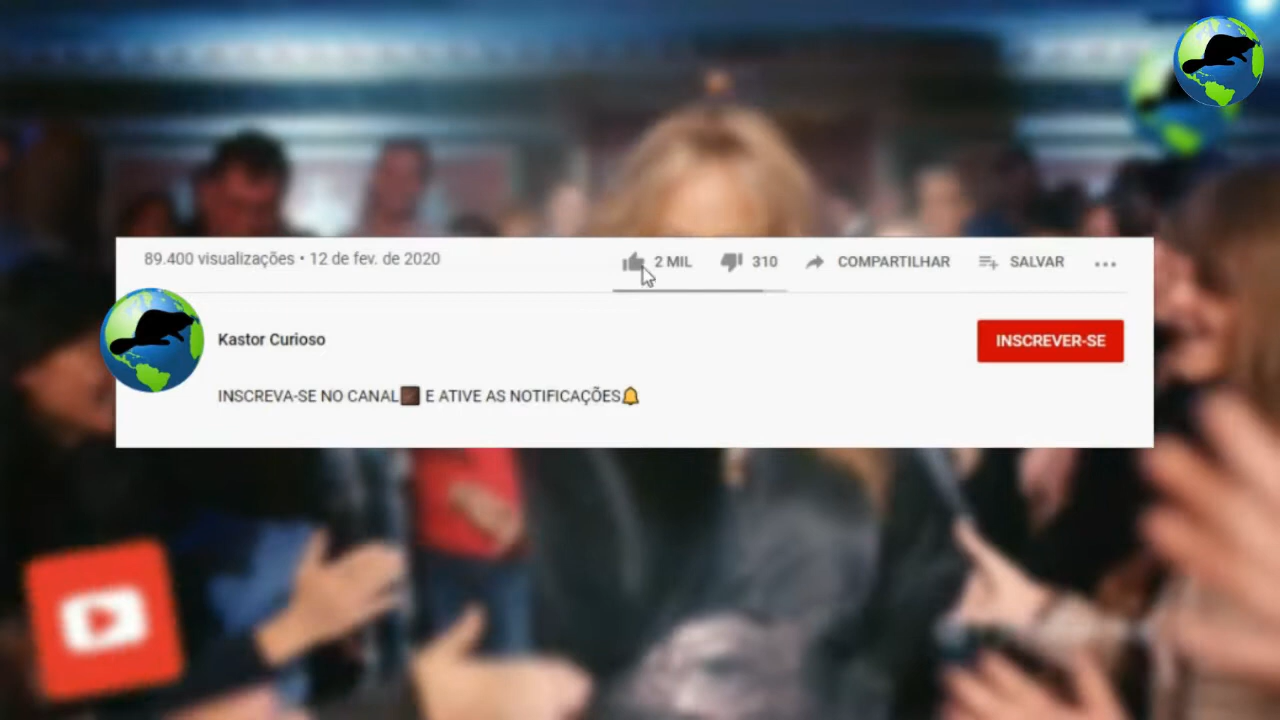 89.400 visualizações • 12 de fev. de 2020
2 MIL
310
COMPARTILHAR
SALVAR
Kastor Curioso
INSCREVER-SE
INSCREVA-SE NO CANAL E ATIVE AS NOTIFICAÇÕES